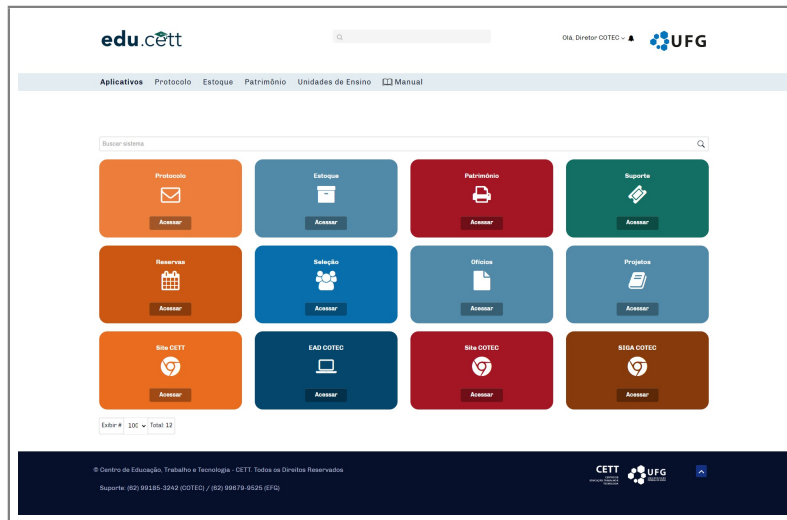 edu.cett
Olá, Diretor COTEC
UFG
Aplicativos Protocolo Estoque Patrimônio Unidades de Ensino Manual
Buscar sistema
Protocolo Estoque Patrimônio Suporte
Acessar Acessar Acessar Acessar
Reservas Seleção Ofícios Projetos
Acessar Acessar Acessar Acessar
Site CETT EAD COTEC Site COTEC SIGA COTEC
Acessar Acessar Acessar Acessar
Exibir # 100 Total: 12
© Centro de Educação, Trabalho e Tecnologia - CETT. Todos os Direitos Reservados
CETT UFG
Suporte: (62) 99185-3242 (COTEC) / (62) 99679-9525 (EFG)